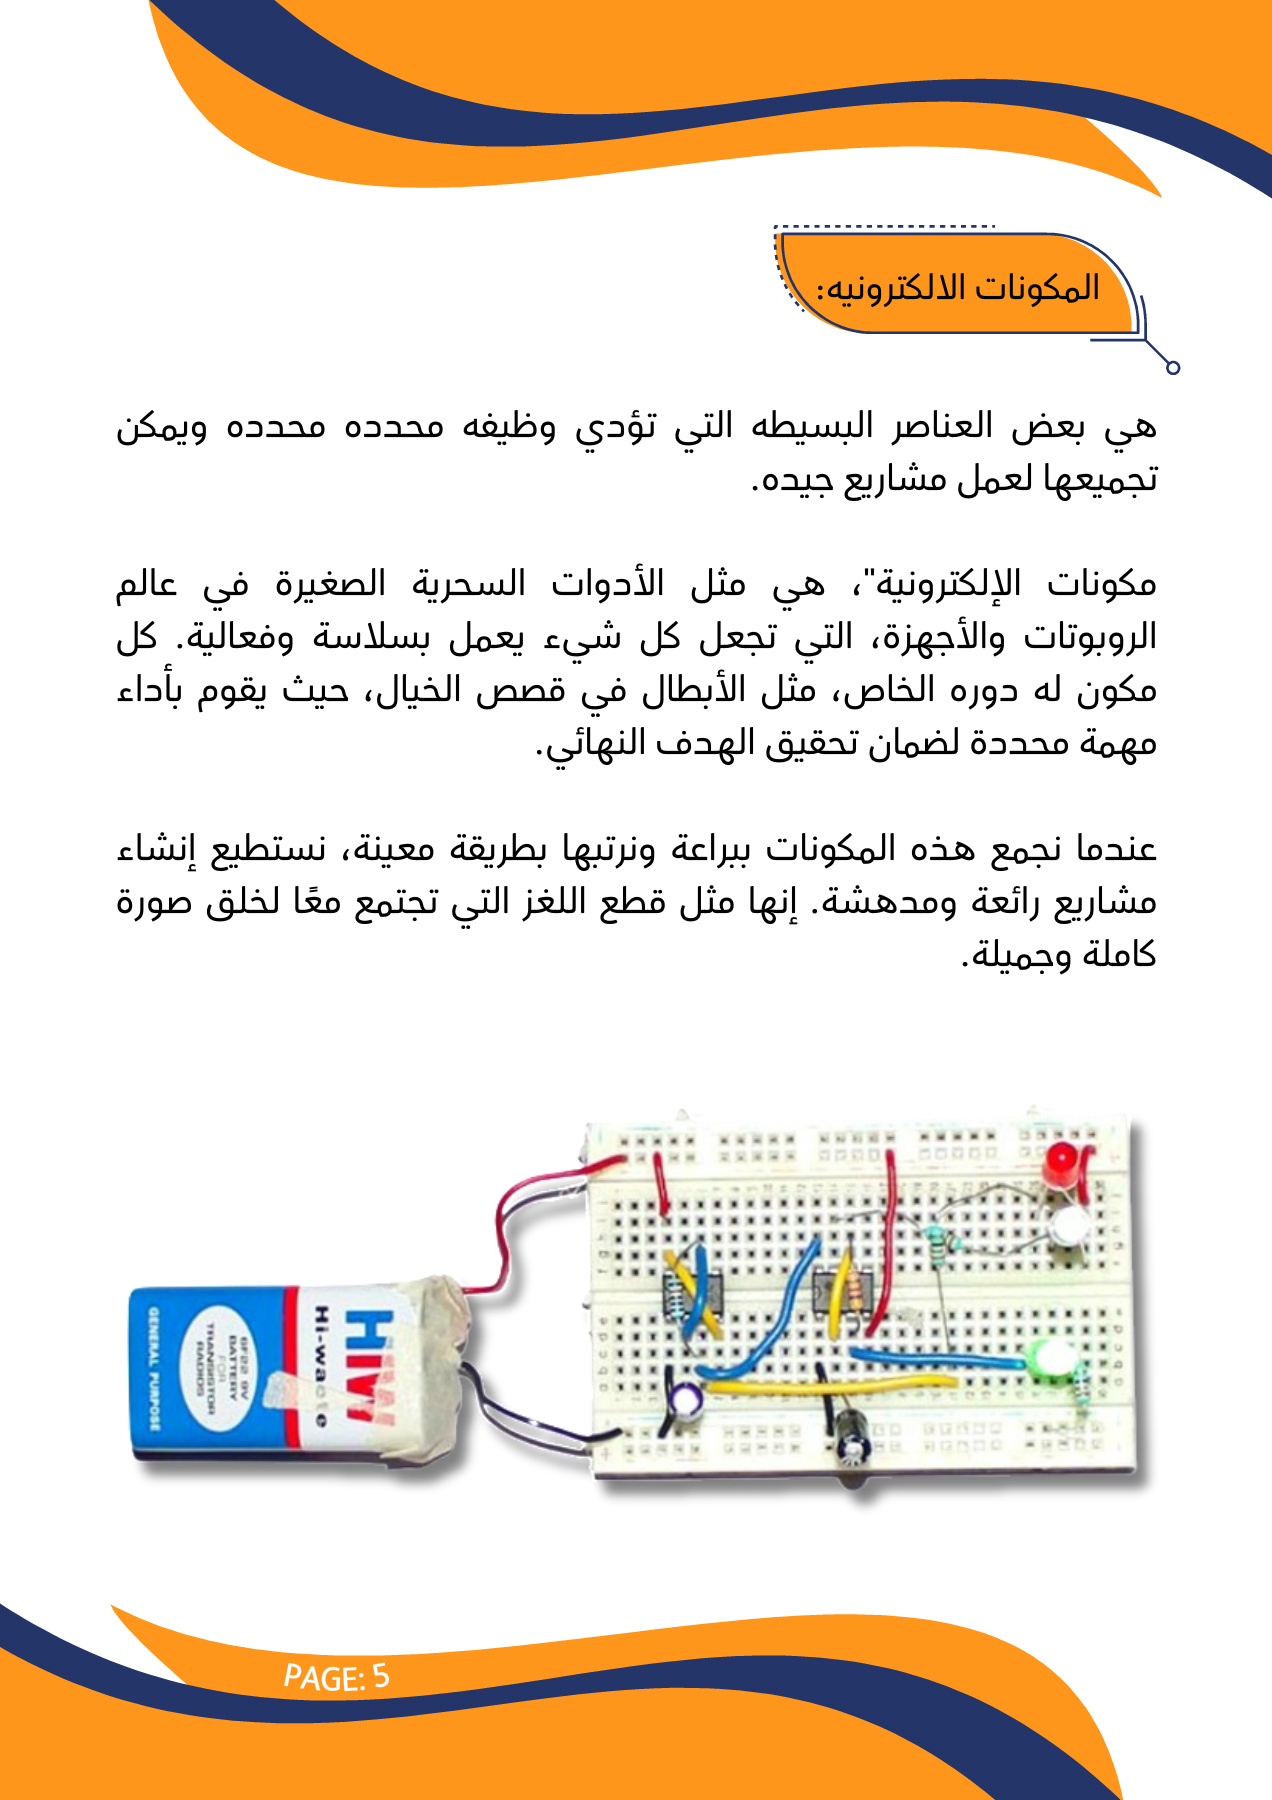 المكونات الالكترونيه:
هي بعض العناصر البسيطه التي تؤدي وظيفه محدده محدده ويمكن
تجميعها لعمل مشاريع جيده.
مكونات الإلكترونية"، هي مثل الأدوات السحرية الصغيرة في عالم
الروبوتات والأجهزة، التي تجعل كل شيء يعمل بسلاسة وفعالية. كل
مكون له دوره الخاص، مثل الأبطال في قصص الخيال، حيث يقوم بأداء
مهمة محددة لضمان تحقيق الهدف النهائي.
عندما نجمع هذه المكونات ببراعة ونرتبها بطريقة معينة، نستطيع إنشاء
مشاريع رائعة ومدهشة. إنها مثل قطع اللغز التي تجتمع معًا لخلق صورة
كاملة وجميلة.
HIW
Hi-watte
6F22 9V
BATTERY
FOR
TRANSISTOR
RADIOS
GENERAL PURPOSE
PAGE: 5